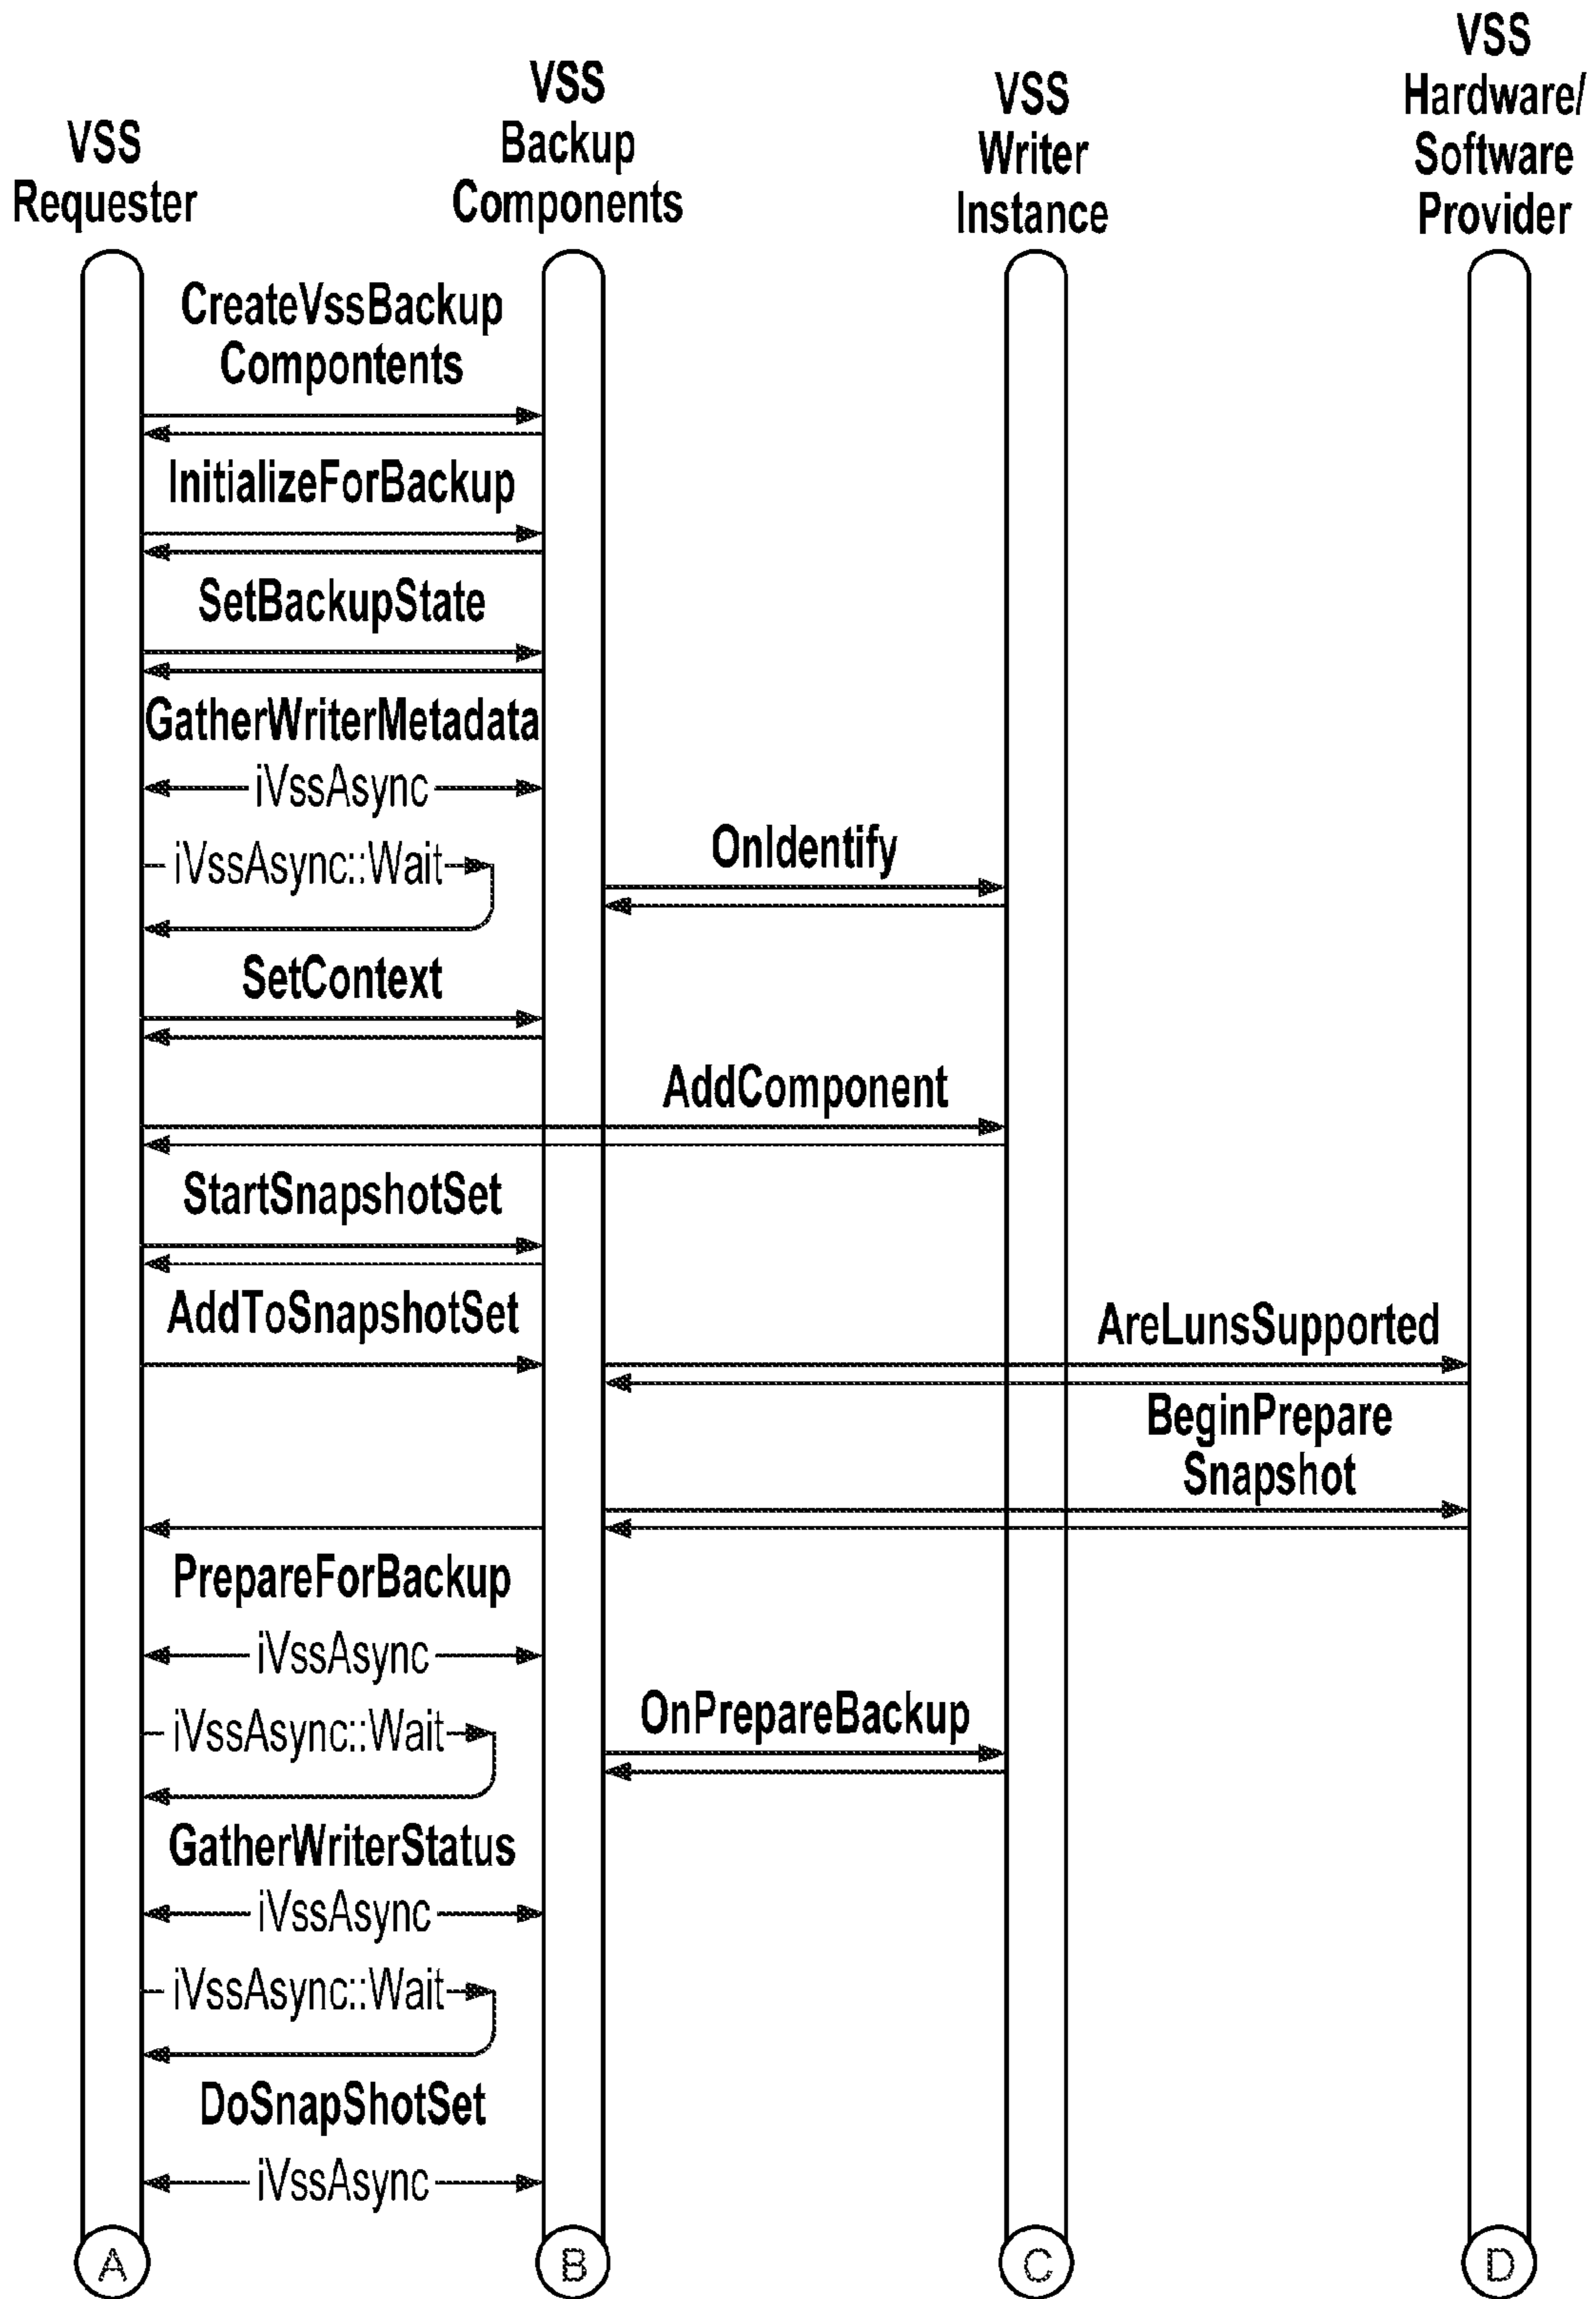 VSS
Requester
VSS
Backup
Components
VSS
Writer
Instance
VSS
Hardware/
Software
Provider
CreateVssBackup
Compontents
InitializeForBackup
SetBackupState
GatherWriterMetadata
iVssAsync
iVssAsync::Wait
OnIdentify
SetContext
AddComponent
StartSnapshotSet
AddToSnapshotSet
AreLunsSupported
BeginPrepare
Snapshot
PrepareForBackup
iVssAsync
iVssAsync::Wait
OnPrepareBackup
GatherWriterStatus
iVssAsync
iVssAsync::Wait
DoSnapShotSet
iVssAsync
A
B
C
D